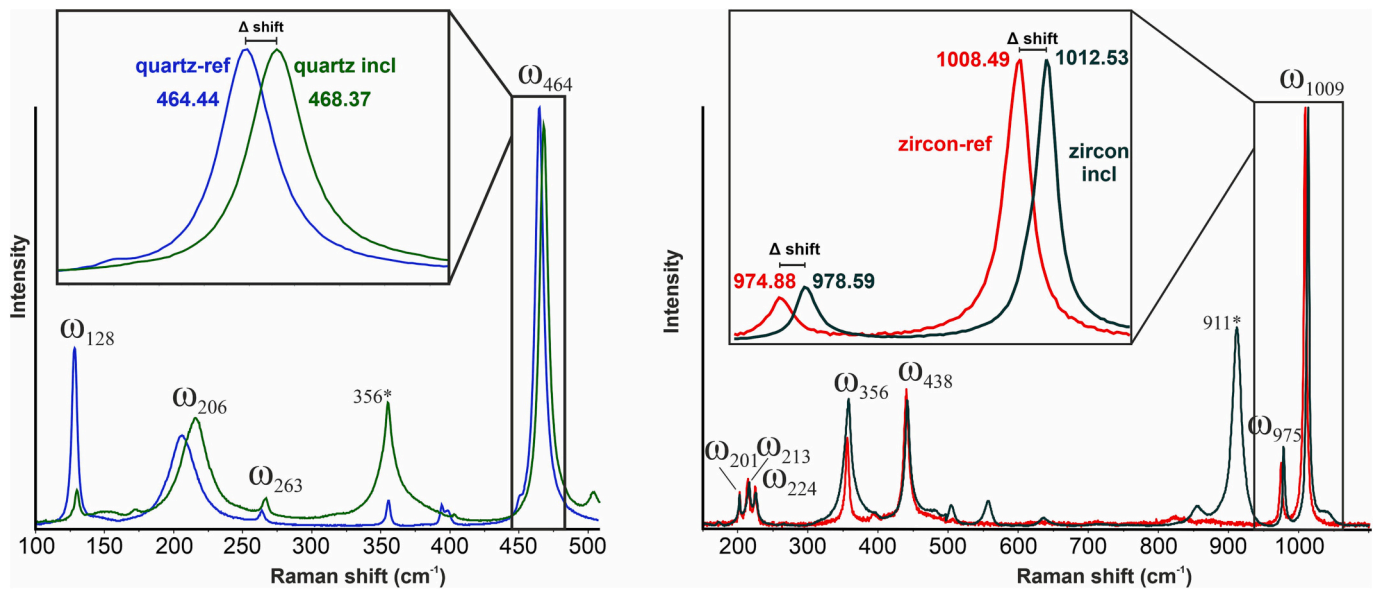 Δ shift
quartz-ref
464.44
quartz incl
468.37
ω464
ω128
ω206
ω263
356*
Intensity
100 150 200 250 300 350 400 450 500
Raman shift (cm-1)
Δ shift
1008.49
1012.53
zircon-ref
zircon
incl
Δ shift
974.88
978.59
ω1009
911*
ω975
ω356
ω438
ω201
ω213
ω224
Intensity
200 300 400 500 600 700 800 900 1000
Raman shift (cm-1)